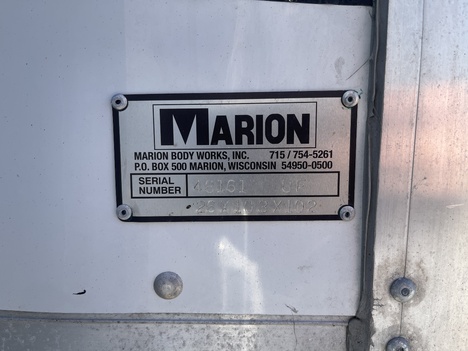 MARION
MARION BODY WORKS, INC. 715 / 754-5261
P.O. BOX 500 MARION, WISCONSIN 54950-0500
SERIAL
NUMBER